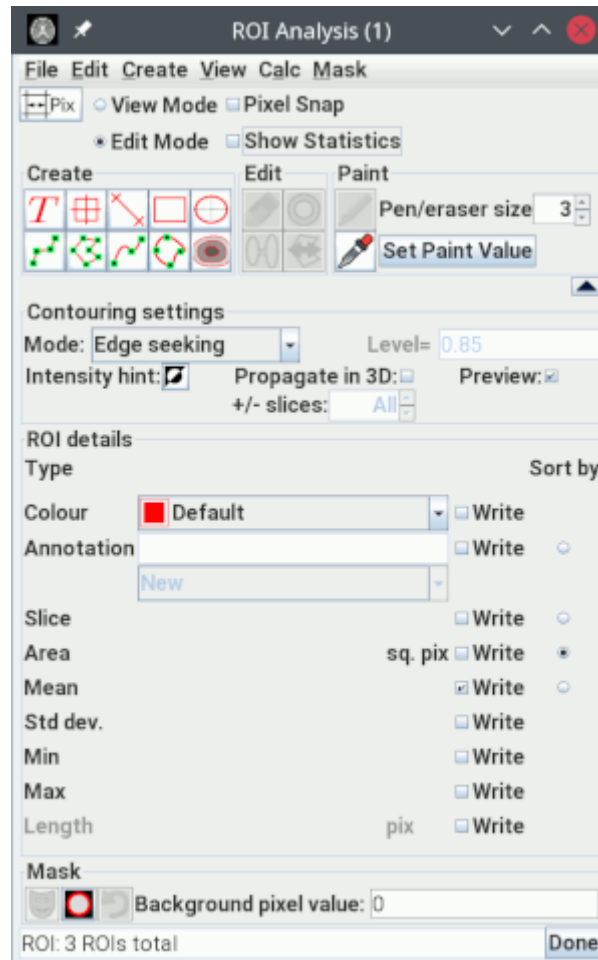 ROI Analysis (1)
File Edit Create View Calc Mask
Pix View Mode Pixel Snap
Edit Mode Show Statistics
Create Edit Paint
T Pen/eraser size 3
Set Paint Value
Contouring settings
Mode: Edge seeking Level= 0.85
Intensity hint: Propagate in 3D: Preview:
+/- slices: All
ROI details
Type Sort by
Colour Default Write
Annotation Write
New
Slice Write
Area sq. pix Write
Mean Write
Std dev. Write
Min Write
Max Write
Length pix Write
Mask
Background pixel value: 0
ROI: 3 ROIs total Done